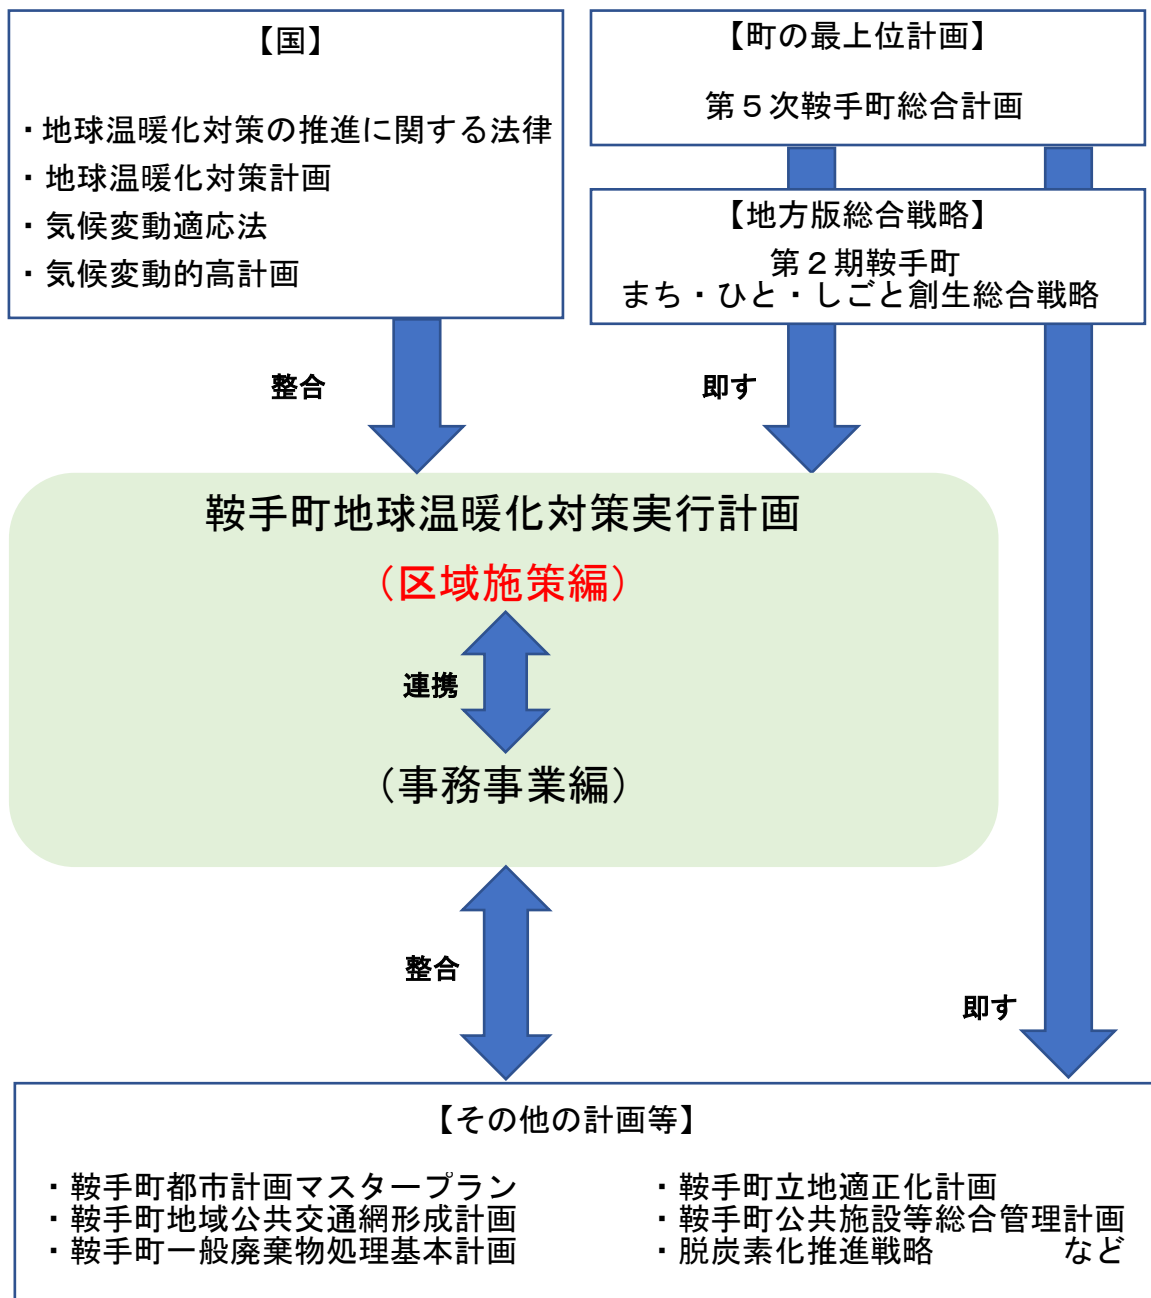 【国】
・地球温暖化対策の推進に関する法律
・地球温暖化対策計画
・気候変動適応法
・気候変動的高計画
【町の最上位計画】
第５次鞍手町総合計画
【地方版総合戦略】
第２期鞍手町
まち・ひと・しごと創生総合戦略
整合
即す
鞍手町地球温暖化対策実行計画
（区域施策編）
連携
（事務事業編）
整合
即す
【その他の計画等】
・鞍手町都市計画マスタープラン
・鞍手町地域公共交通網形成計画
・鞍手町一般廃棄物処理基本計画
・鞍手町立地適正化計画
・鞍手町公共施設等総合管理計画
・脱炭素化推進戦略　　　　など